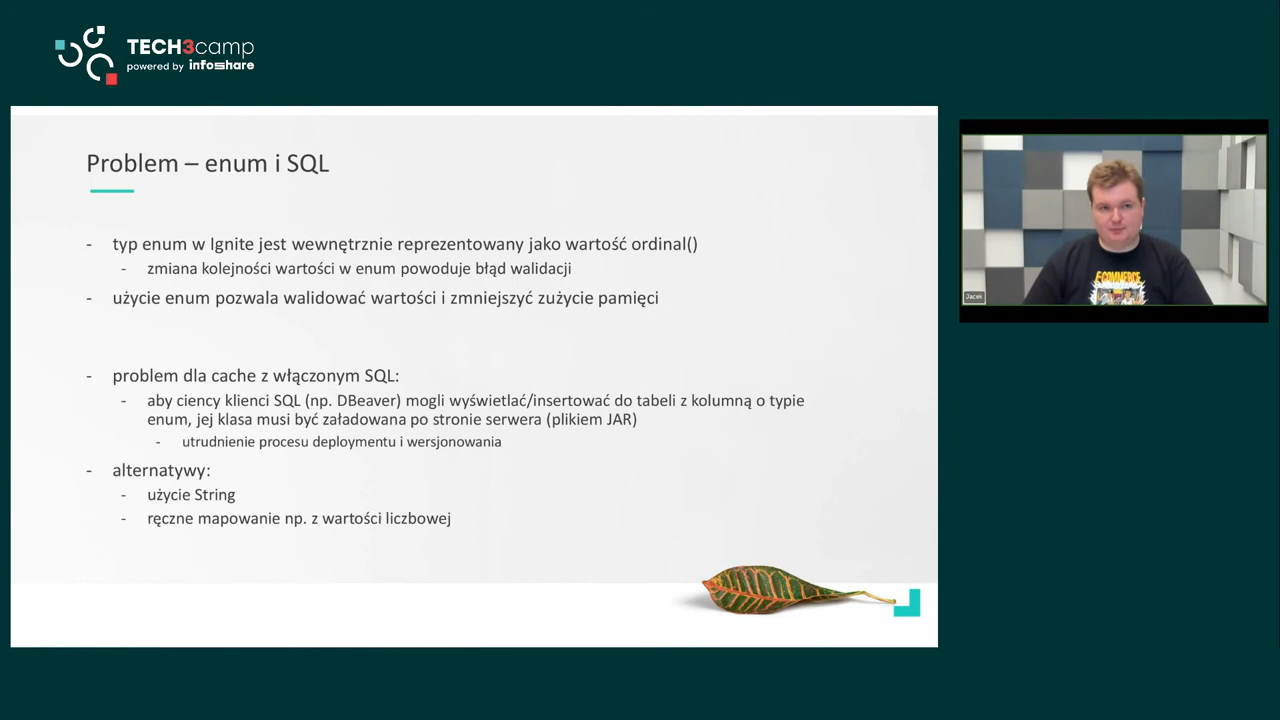 TECH3camp
powered by infoshare
Problem – enum i SQL
- typ enum w Ignite jest wewnętrznie reprezentowany jako wartość ordinal()
- zmiana kolejności wartości w enum powoduje błąd walidacji
- użycie enum pozwala walidować wartości i zmniejszyć zużycie pamięci
- problem dla cache z włączonym SQL:
- aby ciency klienci SQL (np. DBeaver) mogli wyświetlać/insertować do tabeli z kolumną o typie
enum, jej klasa musi być załadowana po stronie serwera (plikiem JAR)
- utrudnienie procesu deploymentu i wersjonowania
- alternatywy:
- użycie String
- ręczne mapowanie np. z wartości liczbowej
ECOMMERCE
Jacek